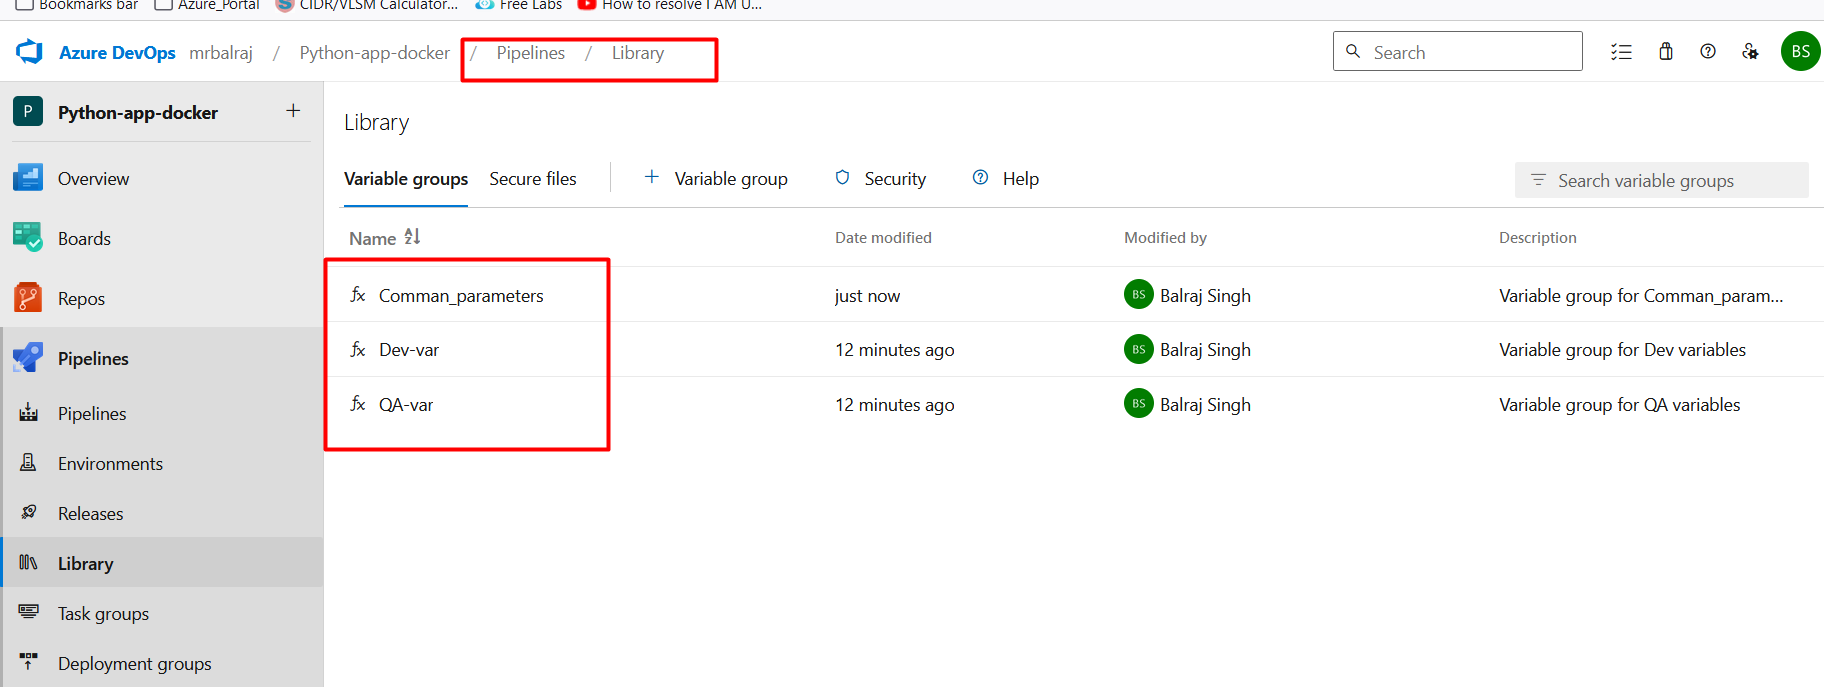 Bookmarks bar Azure_Portal CIDR/VLSM Calculator... Free Labs How to resolve I AM U...
Azure DevOps mrbalraj / Python-app-docker / Pipelines / Library Search BS
P Python-app-docker +
Library
Variable groups Secure files + Variable group Security Help Search variable groups
Overview
Boards
Repos
Pipelines
Pipelines
Environments
Releases
Library
Task groups
Deployment groups
Name Date modified Modified by Description
fx Comman_parameters just now BS Balraj Singh Variable group for Comman_param...
fx Dev-var 12 minutes ago BS Balraj Singh Variable group for Dev variables
fx QA-var 12 minutes ago BS Balraj Singh Variable group for QA variables